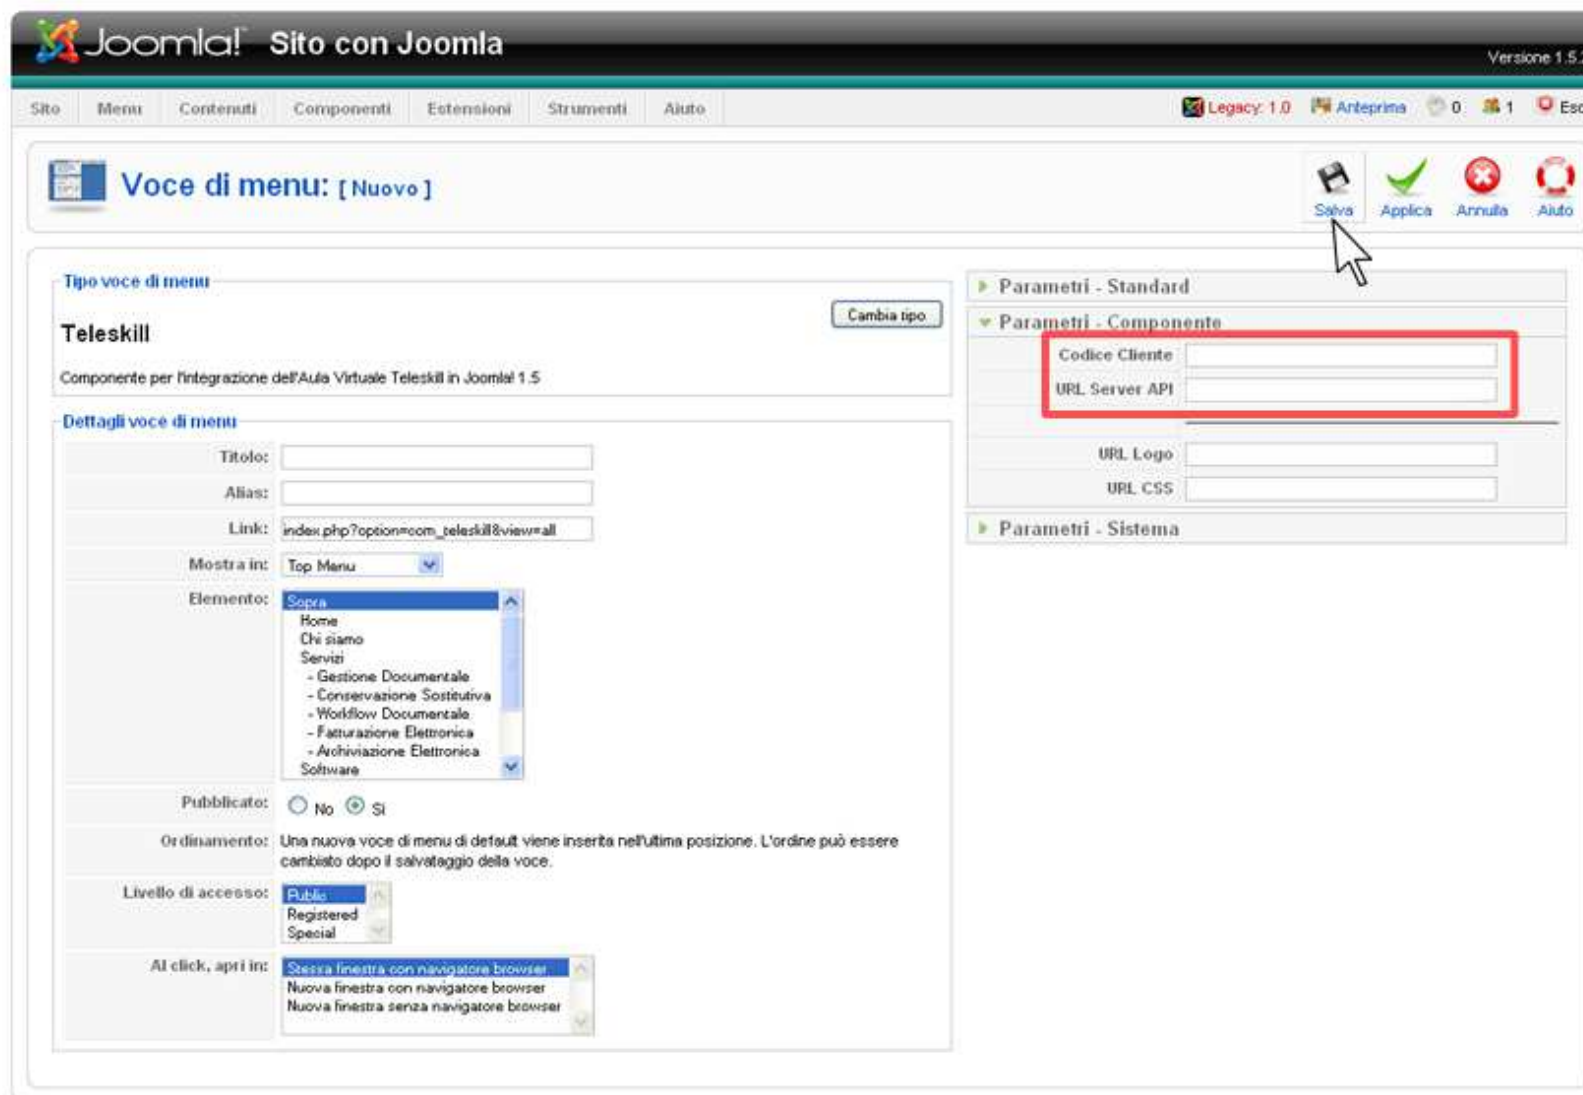 Joomla! Sito con Joomla
Versione 1.5.
Sito Menu Contenuti Componenti Estensioni Strumenti Aiuto Legacy: 1.0 Anteprima 0 1 Esc
Voce di menu: [ Nuovo ]
Salva Applica Annulla Aiuto
Tipo voce di menu
Teleskill
Cambia tipo
Componente per l'integrazione dell'Aula Virtuale Teleskill in Joomla! 1.5
Dettagli voce di menu
Titolo:
Alias:
Link: index.php?option=com_teleskill&view=all
Mostra in: Top Menu
Elemento: Sopra
Home
Chi siamo
Servizi
- Gestione Documentale
- Conservazione Sostitutiva
- Workflow Documentale
- Fatturazione Elettronica
- Archiviazione Elettronica
Software
Pubblicato: No Sì
Ordinamento: Una nuova voce di menu di default viene inserita nell'ultima posizione. L'ordine può essere
cambiato dopo il salvataggio della voce.
Livello di accesso: Public
Registered
Special
Al click, apri in: Stessa finestra con navigatore browser
Nuova finestra con navigatore browser
Nuova finestra senza navigatore browser
Parametri - Standard
Parametri - Componente
Codice Cliente
URL Server API
URL Logo
URL CSS
Parametri - Sistema